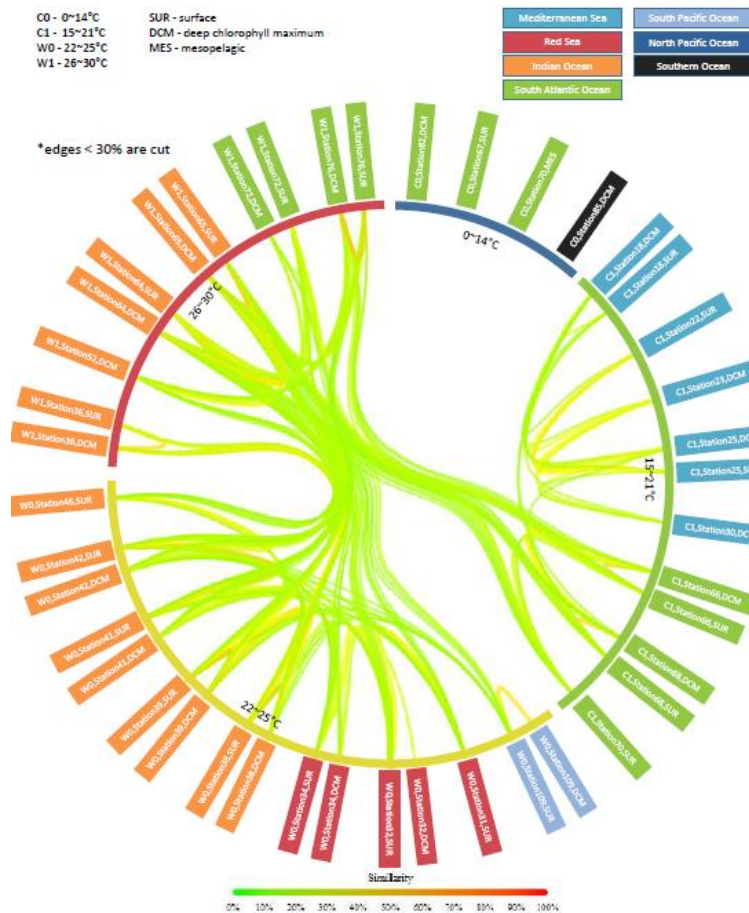 C0 - 0~14°C
C1 - 15~21°C
W0 - 22~25°C
W1 - 26~30°C
SUR - surface
DCM - deep chlorophyll maximum
MES - mesopelagic
Mediterranean Sea
Red Sea
Indian Ocean
South Atlantic Ocean
South Pacific Ocean
North Pacific Ocean
Southern Ocean
*edges < 30% are cut
C0,Station82,DCM
C0,Station67,SUR
C0,Station70,MES
C0,Station85,DCM
0~14°C
C1,Station18,DCM
C1,Station18,SUR
C1,Station22,SUR
C1,Station23,DCM
C1,Station25,DCM
C1,Station25,SU
C1,Station30,DC
15~21°C
C1,Station66,DCM
C1,Station66,SUR
C1,Station68,DCM
C1,Station68,SUR
C1,Station70,SUR
W0,Station109,DCM
W0,Station109,SUR
W0,Station31,SUR
W0,Station32,DCM
W0,Station32,SUR
W0,Station34,DCM
W0,Station34,SUR
22~25°C
W0,Station38,DCM
W0,Station38,SUR
W0,Station39,DCM
W0,Station39,SUR
W0,Station41,DCM
W0,Station41,SUR
W0,Station42,DCM
W0,Station42,SUR
W0,Station46,SUR
W1,Station36,DCM
W1,Station36,SUR
W1,Station52,DCM
W1,Station64,DCM
W1,Station64,SUR
W1,Station65,DCM
W1,Station65,SUR
26~30°C
W1,Station72,DCM
W1,Station72,SUR
W1,Station76,DCM
W1,Station76,SUR
Similarity
0% 10% 20% 30% 40% 50% 60% 70% 80% 90% 100%